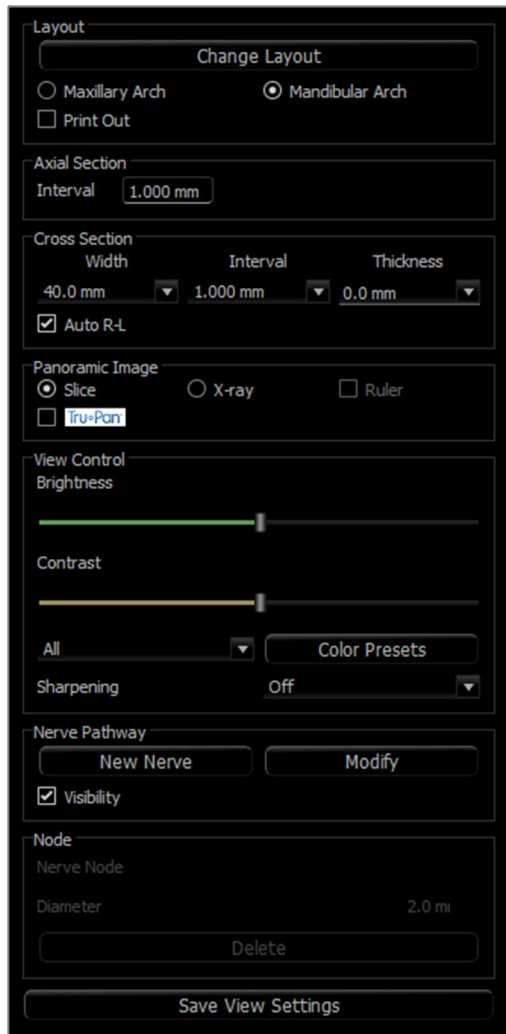 Layout
Change Layout
Maxillary Arch Mandibular Arch
Print Out
Axial Section
Interval 1.000 mm
Cross Section
Width Interval Thickness
40.0 mm 1.000 mm 0.0 mm
Auto R-L
Panoramic Image
Slice X-ray Ruler
Tru•Pan
View Control
Brightness
Contrast
All Color Presets
Sharpening Off
Nerve Pathway
New Nerve Modify
Visibility
Node
Nerve Node
Diameter 2.0 m
Delete
Save View Settings